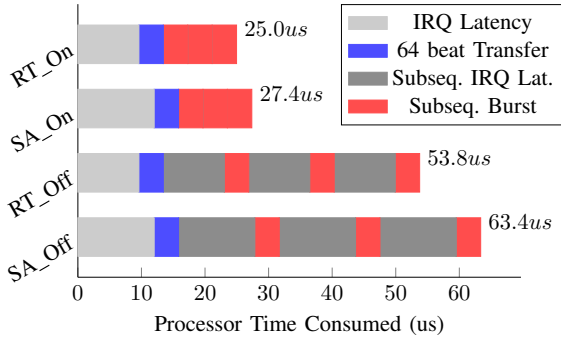 IRQ Latency
64 beat Transfer
Subseq. IRQ Lat.
Subseq. Burst
RT_On
25.0us
SA_On
27.4us
RT_Off
53.8us
SA_Off
63.4us
0 10 20 30 40 50 60
Processor Time Consumed (us)